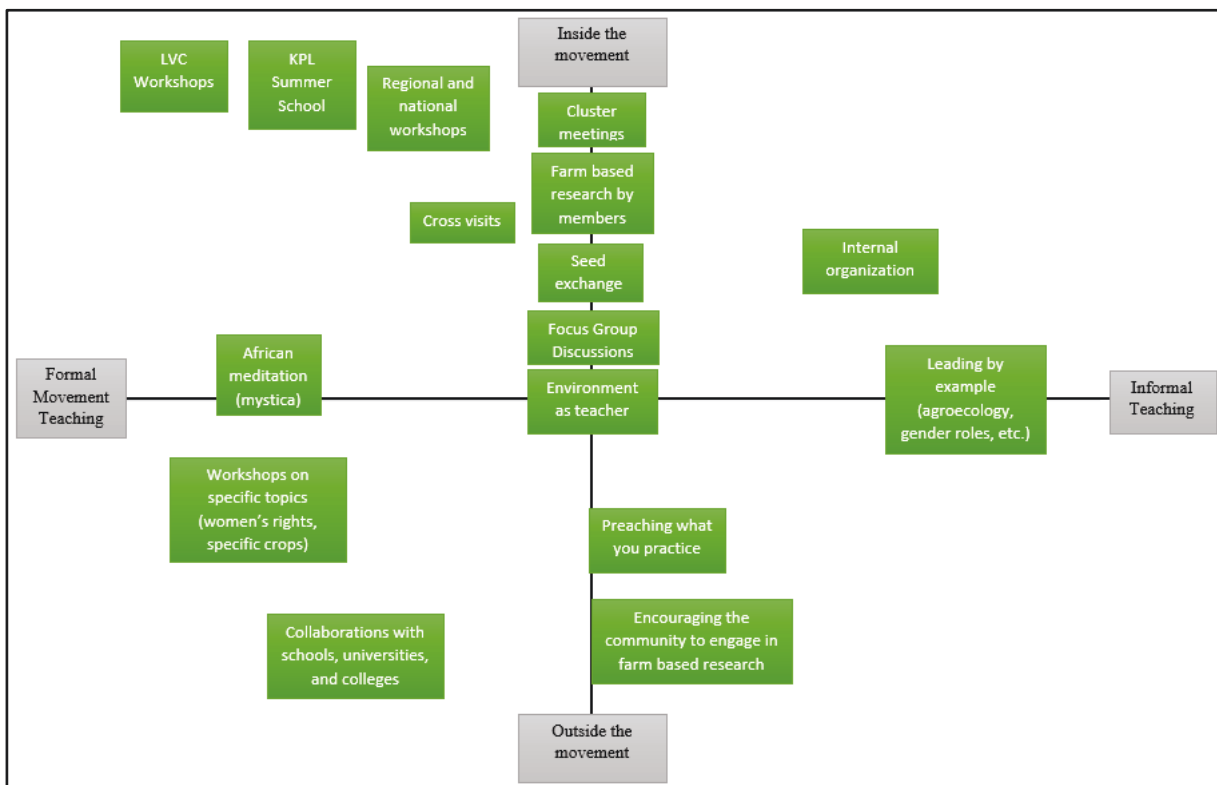 LVC
Workshops
KPL
Summer
School
Regional and
national
workshops
Inside the
movement
Cluster
meetings
Farm based
research by
members
Cross visits
Seed
exchange
Internal
organization
Focus Group
Discussions
Formal
Movement
Teaching
African
meditation
(mystica)
Environment
as teacher
Leading by
example
(agroecology,
gender roles, etc.)
Informal
Teaching
Workshops on
specific topics
(women's rights,
specific crops)
Preaching what
you practice
Collaborations with
schools, universities,
and colleges
Encouraging the
community to engage in
farm based research
Outside the
movement